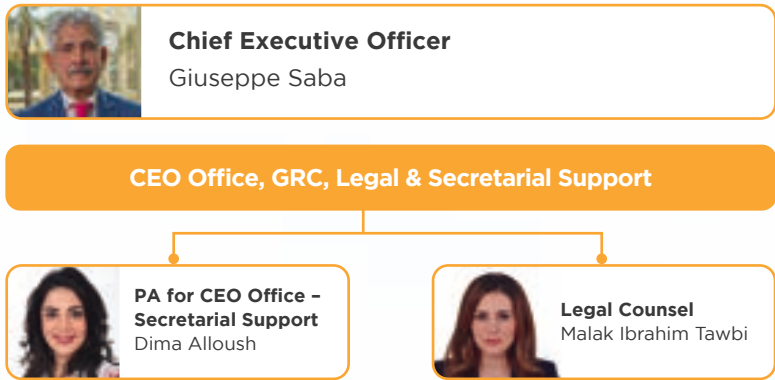 Chief Executive Officer
Giuseppe Saba
CEO Office, GRC, Legal & Secretarial Support
PA for CEO Office –
Secretarial Support
Dima Alloush
Legal Counsel
Malak Ibrahim Tawbi